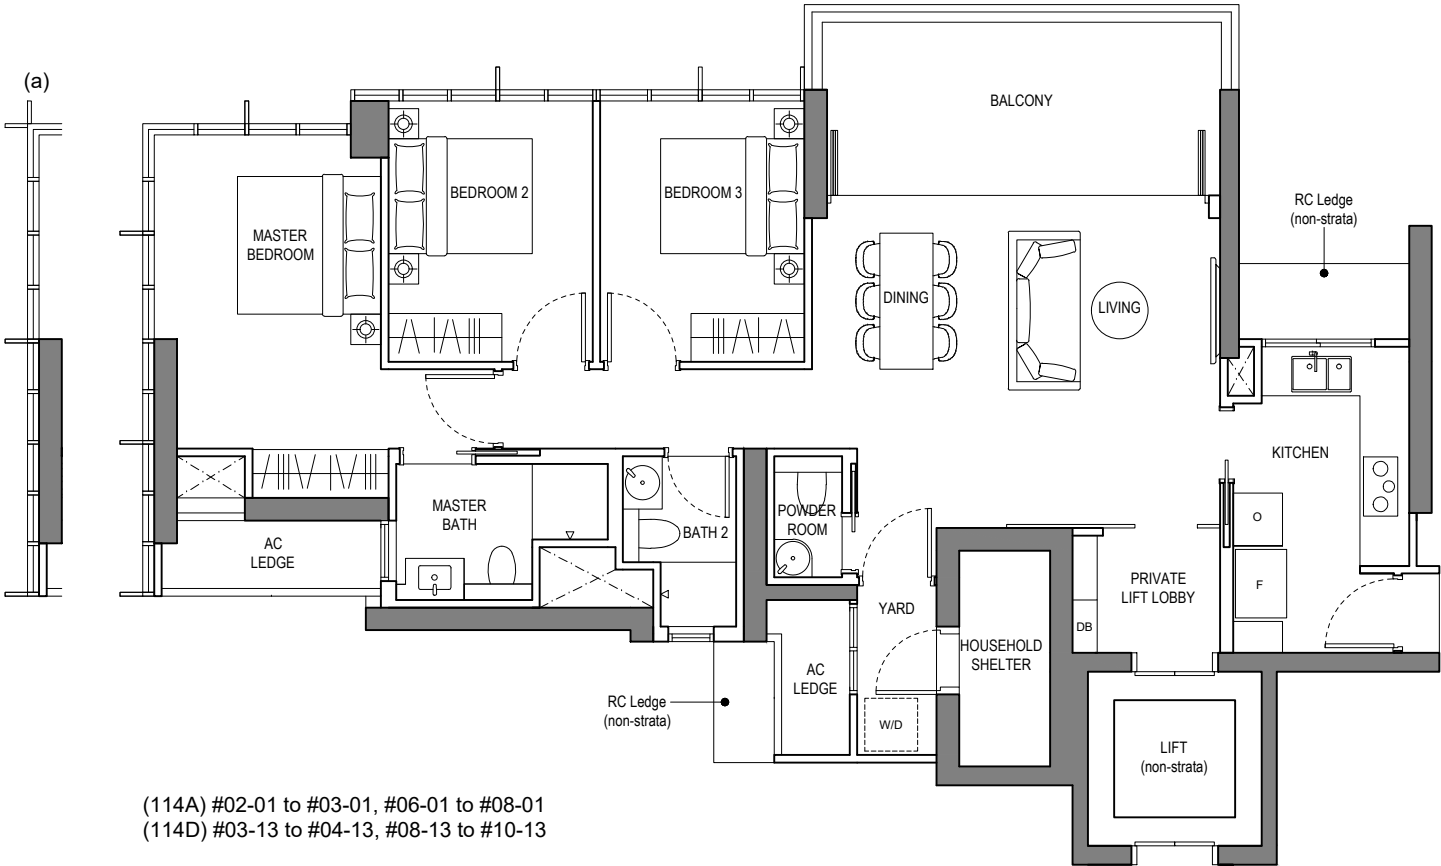 (a)
BALCONY
BEDROOM 2
BEDROOM 3
MASTER
BEDROOM
RC Ledge
(non-strata)
DINING
LIVING
KITCHEN
MASTER
BATH
BATH 2
POWDER
ROOM
AC
LEDGE
O
F
PRIVATE
LIFT LOBBY
YARD
DB
HOUSEHOLD
SHELTER
AC
LEDGE
RC Ledge
(non-strata)
W/D
LIFT
(non-strata)
(114A) #02-01 to #03-01, #06-01 to #08-01
(114D) #03-13 to #04-13, #08-13 to #10-13